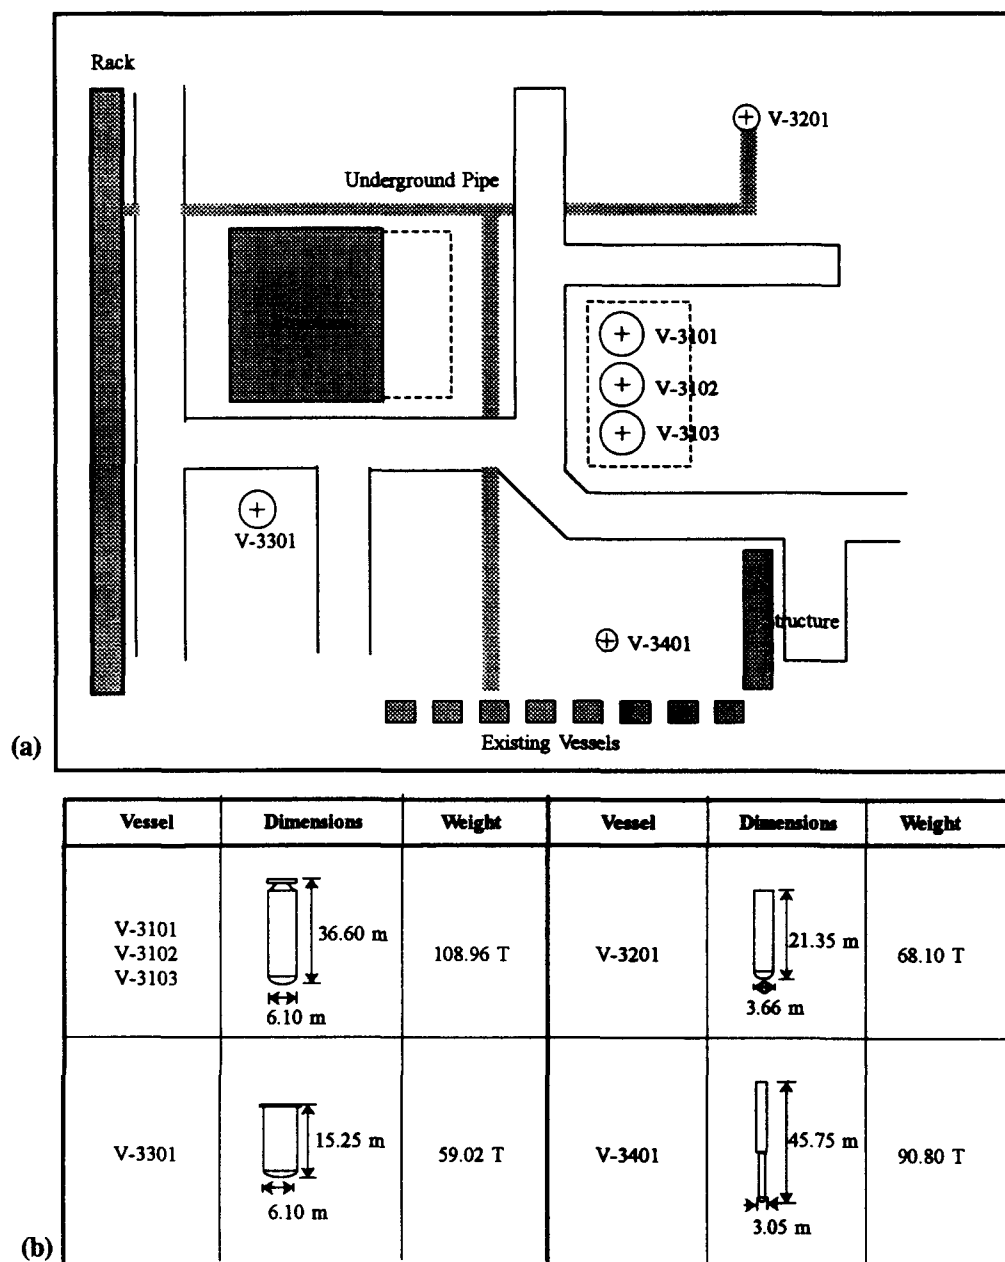 Rack
V-3201
Underground Pipe
V-3101
V-3102
V-3103
V-3301
V-3401
tructure
Existing Vessels
(a)
Vessel Dimensions Weight Vessel Dimensions Weight
V-3101
V-3102
V-3103
36.60 m
6.10 m
108.96 T
V-3201
21.35 m
3.66 m
68.10 T
V-3301
15.25 m
6.10 m
59.02 T
V-3401
45.75 m
3.05 m
90.80 T
(b)